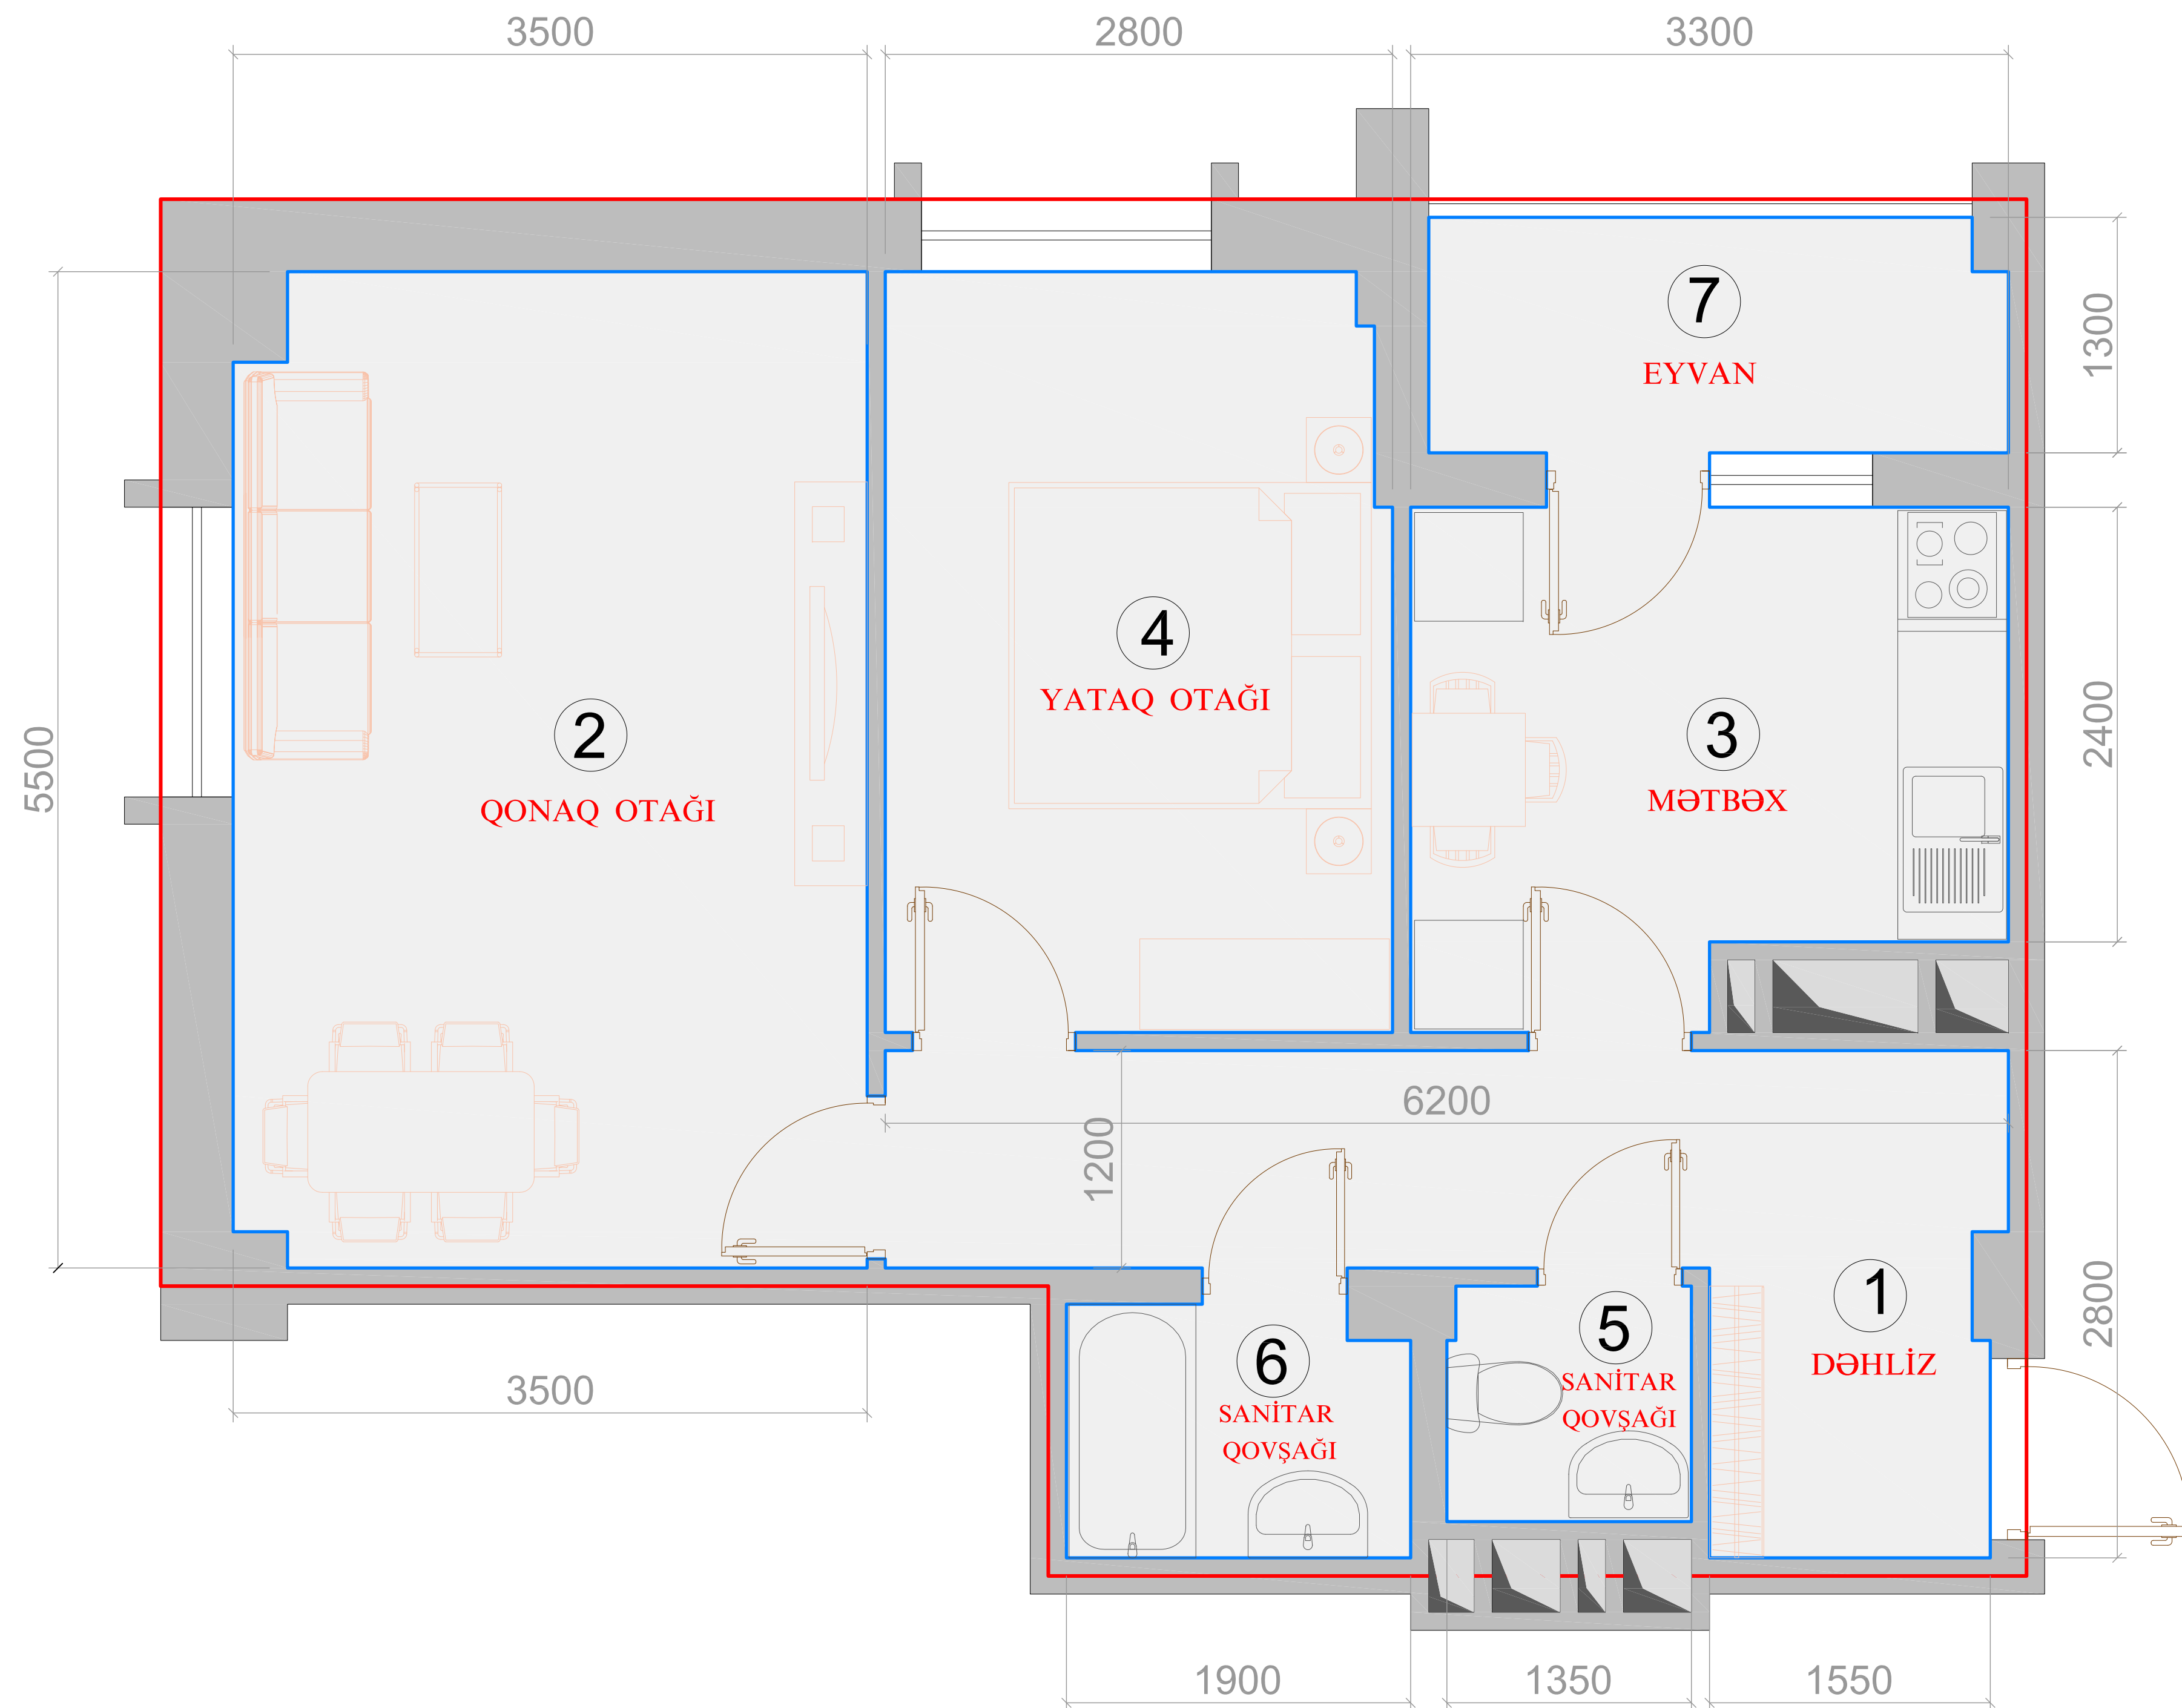 3500
2800
3300
7
EYVAN
1300
4
YATAQ OTAĞI
2
QONAQ OTAĞI
3
MƏTBƏX
2400
5500
6200
1200
1
DƏHLİZ
2800
5
SANİTAR
QOVŞAĞI
6
SANİTAR
QOVŞAĞI
3500
1900
1350
1550